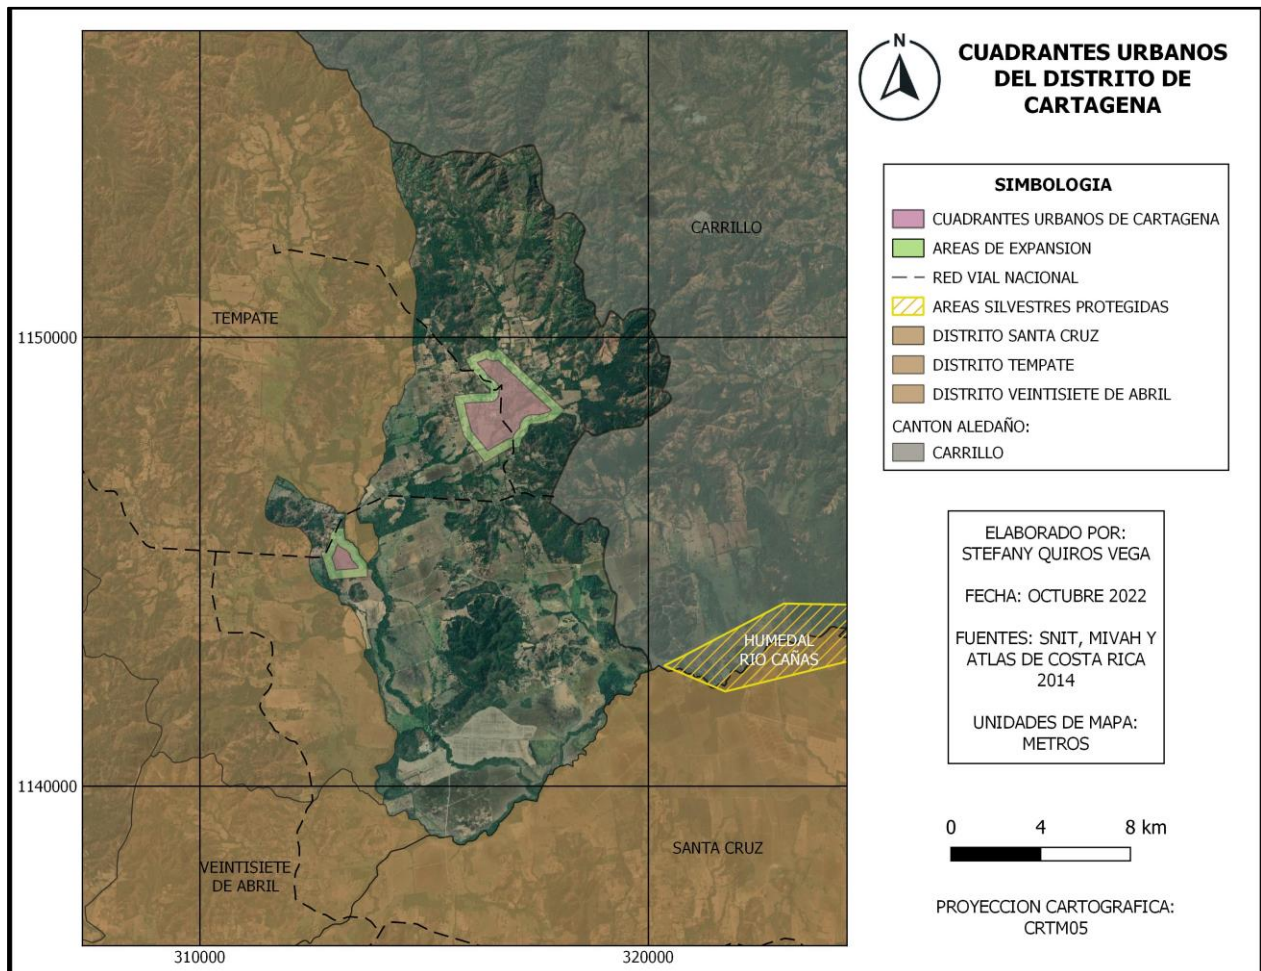 N
CUADRANTES URBANOS
DEL DISTRITO DE
CARTAGENA
SIMBOLOGIA
CUADRANTES URBANOS DE CARTAGENA
AREAS DE EXPANSION
RED VIAL NACIONAL
AREAS SILVESTRES PROTEGIDAS
DISTRITO SANTA CRUZ
DISTRITO TEMPATE
DISTRITO VEINTISIETE DE ABRIL
CANTON ALEDAÑO:
CARRILLO
ELABORADO POR:
STEFANY QUIROS VEGA
FECHA: OCTUBRE 2022
FUENTES: SNIT, MIVAH Y
ATLAS DE COSTA RICA
2014
UNIDADES DE MAPA:
METROS
0 4 8 km
PROYECCION CARTOGRAFICA:
CRTM05
CARRILLO
TEMPATE
1150000
HUMEDAL
RIO CAÑAS
1140000
SANTA CRUZ
VEINTISIETE
DE ABRIL
310000 320000